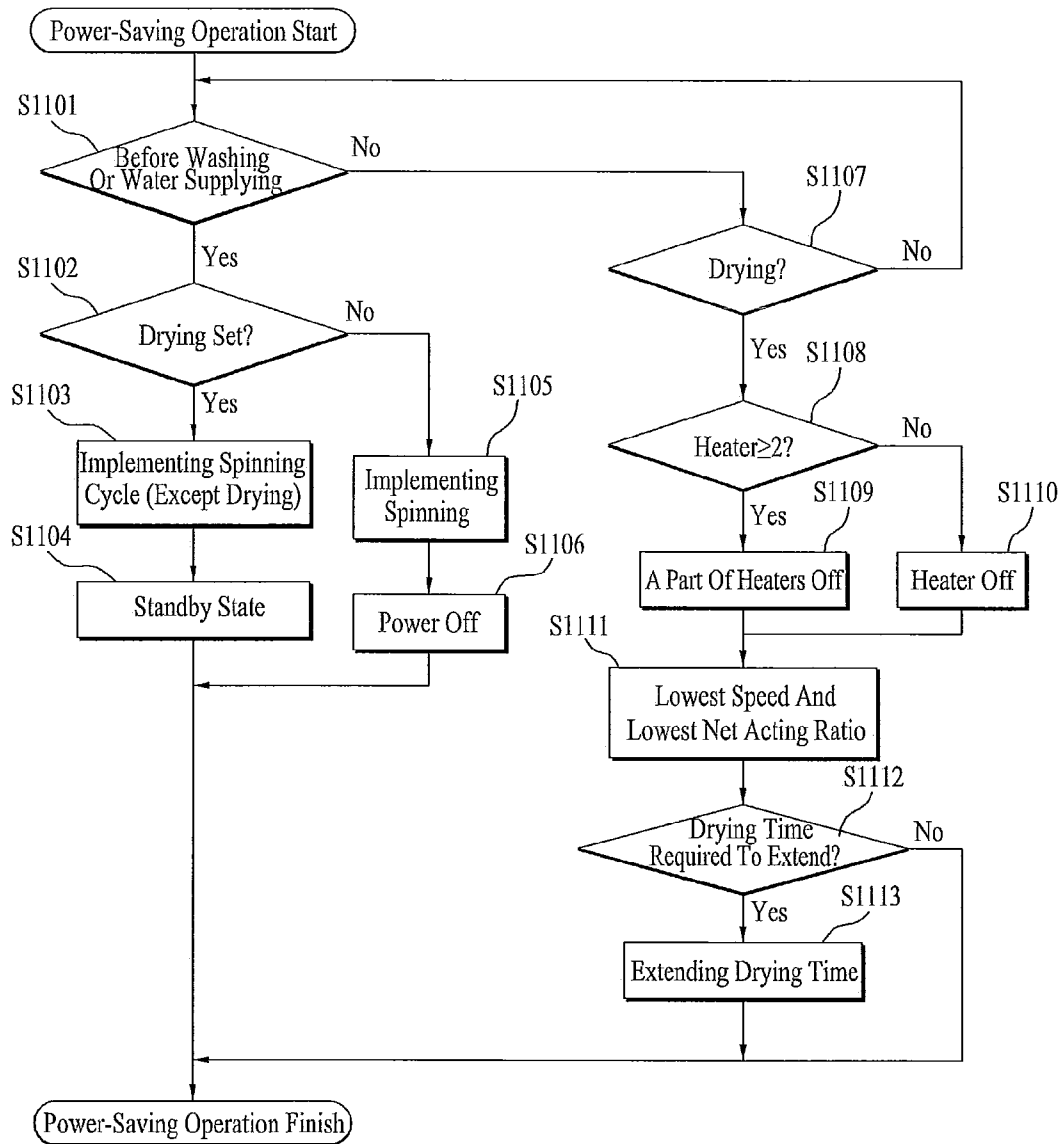 Power-Saving Operation Start
S1101
Before Washing
Or Water Supplying
No
Yes
S1107
Drying?
No
Yes
S1102
Drying Set?
No
Yes
S1103
Implementing Spinning
Cycle (Except Drying)
S1104
Standby State
S1105
Implementing
Spinning
S1106
Power Off
S1108
Heater≥2?
No
Yes
S1109
A Part Of Heaters Off
S1110
Heater Off
S1111
Lowest Speed And
Lowest Net Acting Ratio
S1112
Drying Time
Required To Extend?
No
Yes
S1113
Extending Drying Time
Power-Saving Operation Finish